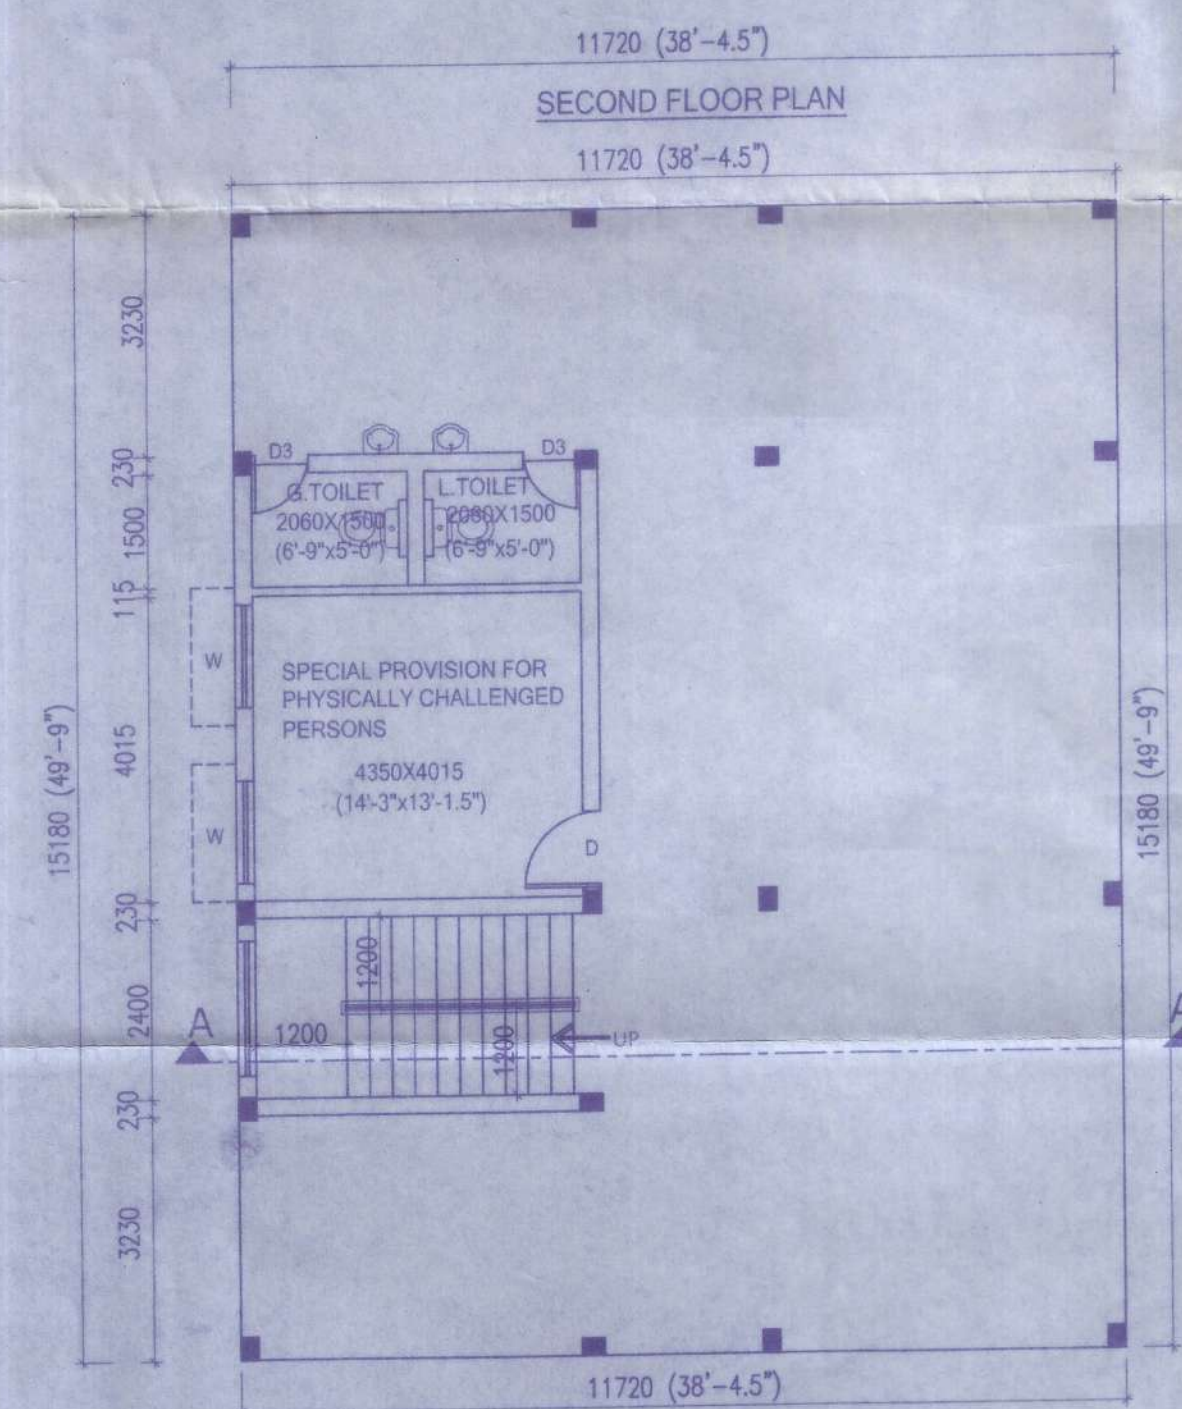 11720 (38'-4.5")
SECOND FLOOR PLAN
11720 (38'-4.5")
3230
230
1500
115
4015
230
2400
230
3230
15180 (49'-9")
15180 (49'-9")
D3
D3
G.TOILET
2060X1500
(6'-9"x5'-0")
L.TOILET
2060X1500
(6'-9"x5'-0")
W
W
SPECIAL PROVISION FOR
PHYSICALLY CHALLENGED
PERSONS
4350X4015
(14'-3"x13'-1.5")
D
1200
1200
1200
UP
A
A
11720 (38'-4.5")